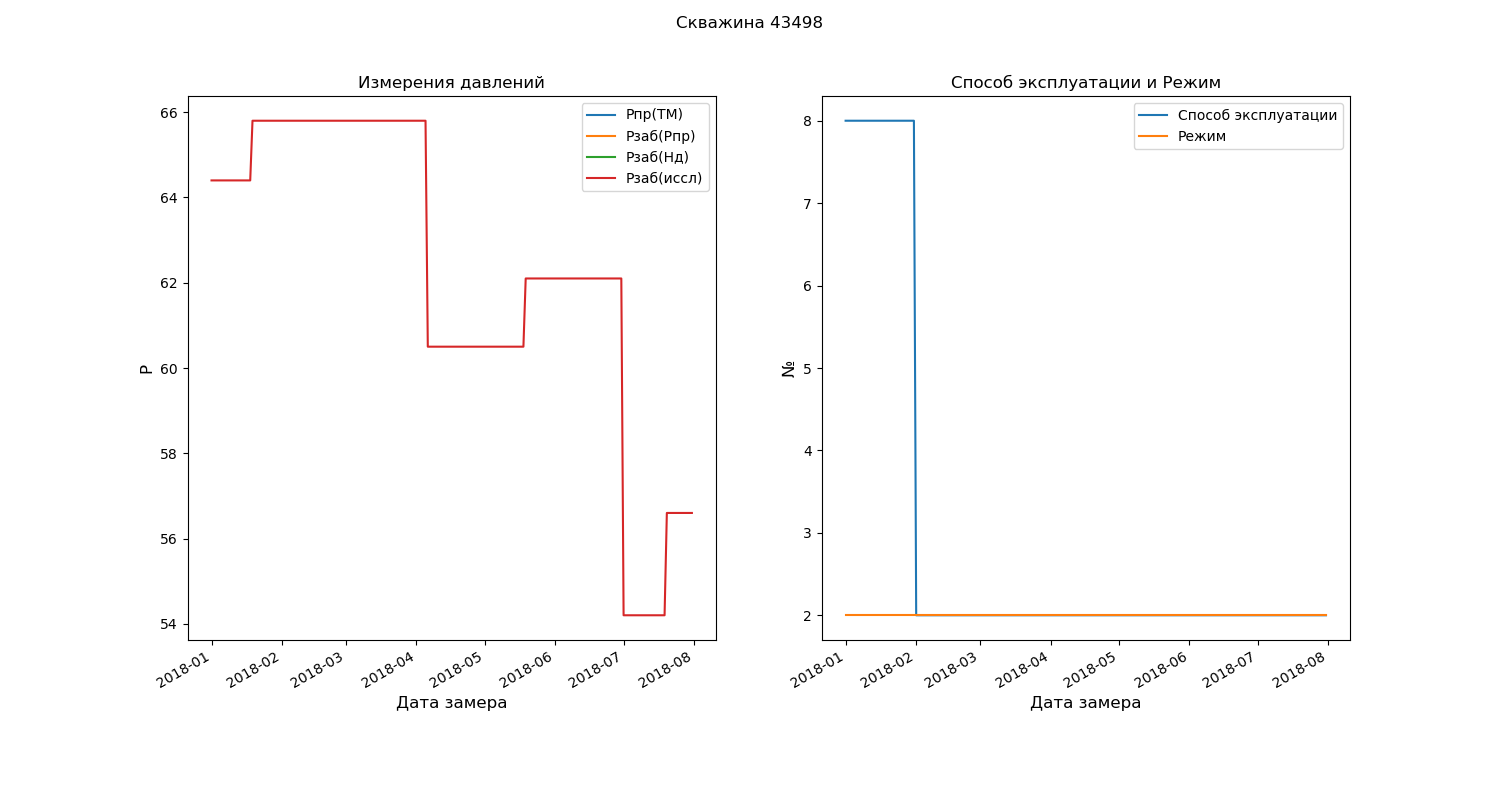 Скважина 43498
Измерения давлений
66
64
62
60
58
56
54
P
Рпр(ТМ)
Рзаб(Рпр)
Рзаб(Нд)
Рзаб(иссл)
2018-01
2018-02
2018-03
2018-04
2018-05
2018-06
2018-07
2018-08
Дата замера
Способ эксплуатации и Режим
8
7
6
5
4
3
2
№
Способ эксплуатации
Режим
2018-01
2018-02
2018-03
2018-04
2018-05
2018-06
2018-07
2018-08
Дата замера